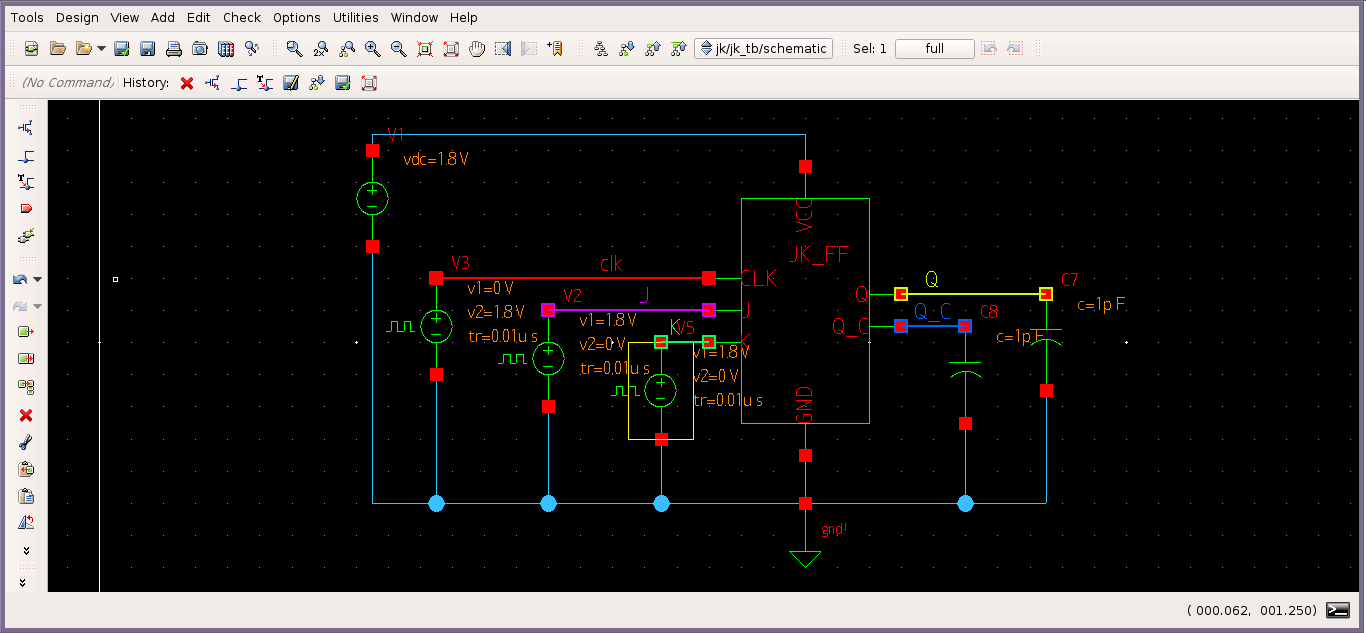 Tools Design View Add Edit Check Options Utilities Window Help
jk/jk_tb/schematic Sel: 1 full
(No Command) History:
V1
vdc=1.8 V
VCC
JK_FF
V3 clk CLK
v1=0 V
v2=1.8 V
tr=0.01u s
V2 J J
v1=1.8 V
v2=0 V
tr=0.01u s
K V5 K
v1=1.8 V
v2=0 V
tr=0.01u s
Q Q C7
c=1p F
Q_C Q_C C8
c=1p F
GND
gnd!
( 000.062, 001.250)